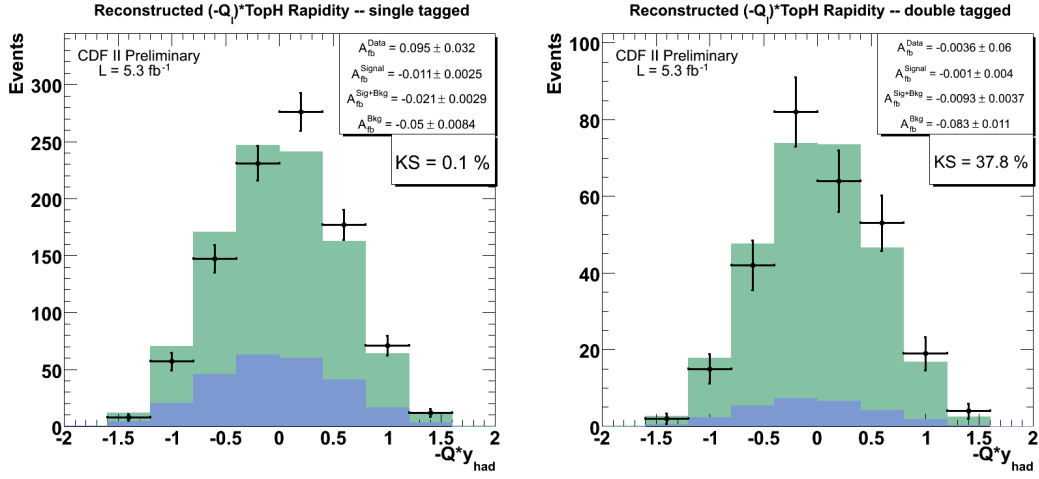 Reconstructed (-Q_l)*TopH Rapidity -- single tagged
Events
CDF II Preliminary
L = 5.3 fb⁻¹
A_fb^Data = 0.095 ± 0.032
A_fb^Signal = -0.011 ± 0.0025
A_fb^Sig+Bkg = -0.021 ± 0.0029
A_fb^Bkg = -0.05 ± 0.0084
KS = 0.1 %
300
250
200
150
100
50
0
-2 -1.5 -1 -0.5 0 0.5 1 1.5 2
-Q*y_had
Reconstructed (-Q_l)*TopH Rapidity -- double tagged
Events
CDF II Preliminary
L = 5.3 fb⁻¹
A_fb^Data = -0.0036 ± 0.06
A_fb^Signal = -0.001 ± 0.004
A_fb^Sig+Bkg = -0.0093 ± 0.0037
A_fb^Bkg = -0.083 ± 0.011
KS = 37.8 %
100
80
60
40
20
0
-2 -1.5 -1 -0.5 0 0.5 1 1.5 2
-Q*y_had